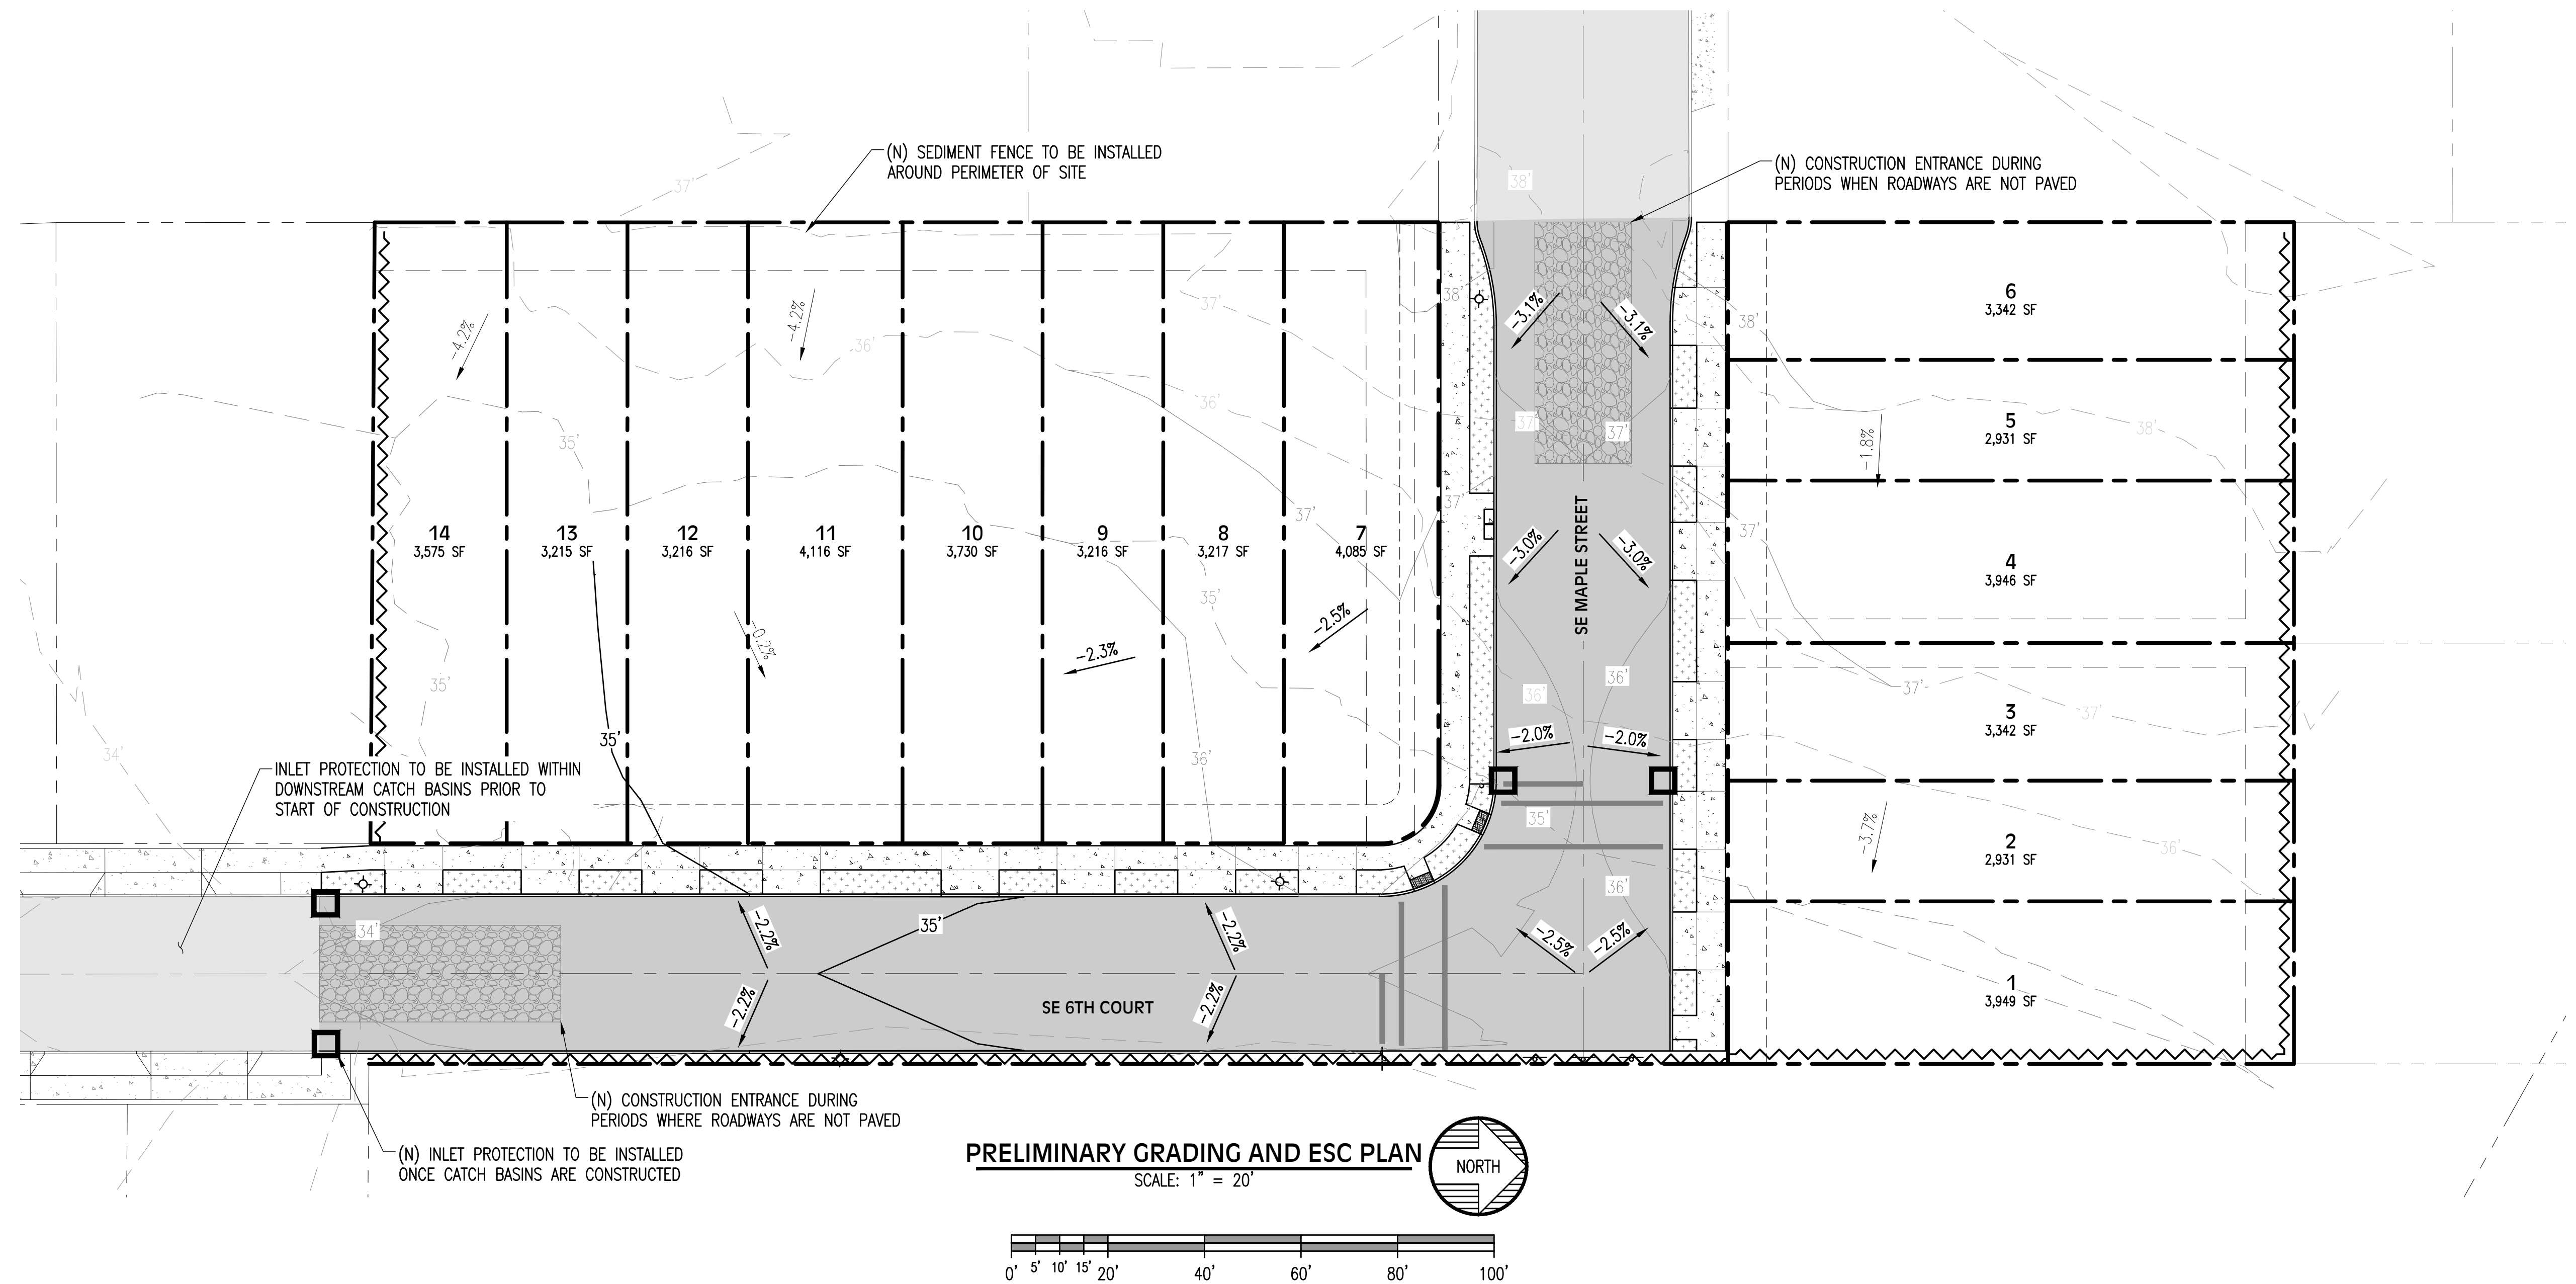 (N) SEDIMENT FENCE TO BE INSTALLED
AROUND PERIMETER OF SITE
(N) CONSTRUCTION ENTRANCE DURING
PERIODS WHEN ROADWAYS ARE NOT PAVED
37'
38'
38'
37'
36'
36'
38'
-4.2%
-4.2%
-3.1%
-3.1%
6
3,342 SF
37'
37'
35'
38'
5
2,931 SF
-1.8%
14
3,575 SF
13
3,215 SF
12
3,216 SF
11
4,116 SF
10
3,730 SF
9
3,216 SF
8
3,217 SF
7
4,085 SF
37'
37'
37'
-3.0%
-3.0%
SE MAPLE STREET
4
3,946 SF
35'
-0.2%
-2.3%
-2.5%
35'
36'
36'
37'
37'
3
3,342 SF
35'
36'
-2.0%
-2.0%
34'
INLET PROTECTION TO BE INSTALLED WITHIN
DOWNSTREAM CATCH BASINS PRIOR TO
START OF CONSTRUCTION
35'
2
2,931 SF
-3.7%
36'
36'
34'
-2.2%
35'
-2.2%
-2.5%
-2.5%
1
3,949 SF
-2.2%
-2.2%
SE 6TH COURT
(N) CONSTRUCTION ENTRANCE DURING
PERIODS WHERE ROADWAYS ARE NOT PAVED
(N) INLET PROTECTION TO BE INSTALLED
ONCE CATCH BASINS ARE CONSTRUCTED
PRELIMINARY GRADING AND ESC PLAN
SCALE: 1" = 20'
NORTH
0' 5' 10' 15' 20' 40' 60' 80' 100'